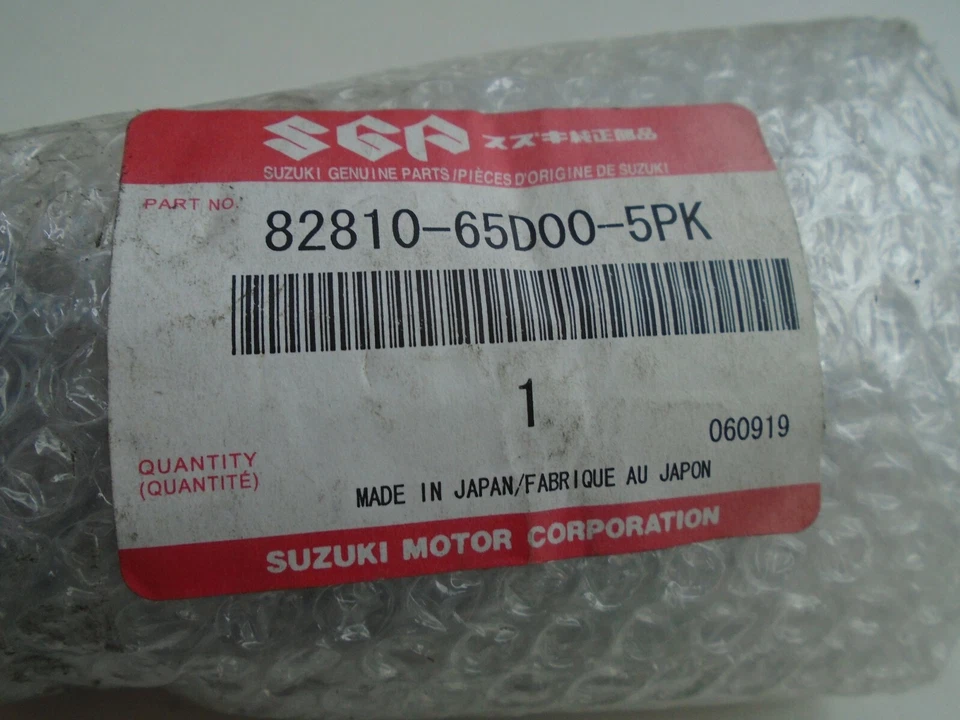 SGP スズキ純正部品
SUZUKI GENUINE PARTS/PIÈCES D'ORIGINE DE SUZUKI
PART NO.
82810-65D00-5PK
1
060919
QUANTITY
(QUANTITÉ)
MADE IN JAPAN/FABRIQUE AU JAPON
SUZUKI MOTOR CORPORATION